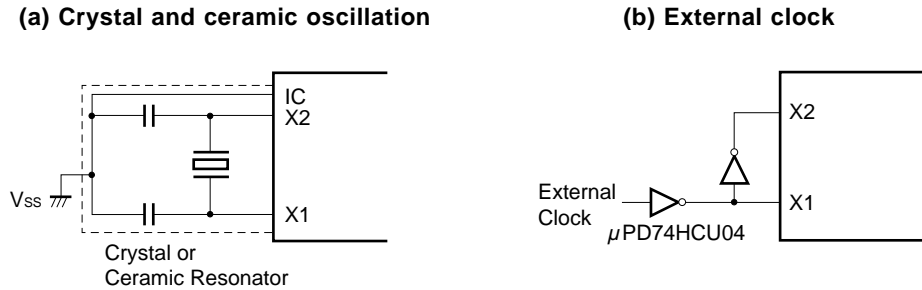 (a) Crystal and ceramic oscillation
IC
X2
X1
VSS
Crystal or
Ceramic Resonator
(b) External clock
X2
X1
External
Clock
μPD74HCU04